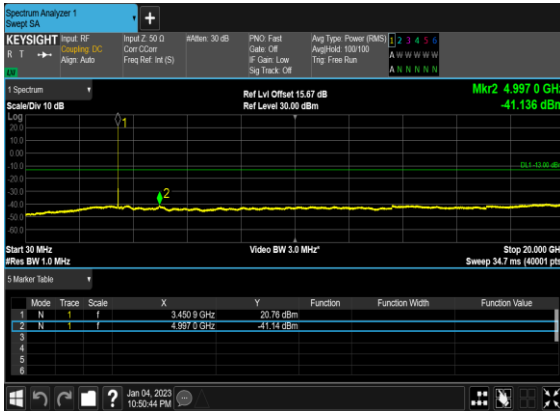 Spectrum Analyzer 1
Swept SA
+
KEYSIGHT Input: RF Input Z: 50 Ω #Atten: 30 dB PNO: Fast Avg Type: Power (RMS) 1 2 3 4 5 6
R T Coupling: DC Corr CCorr Gate: Off Avg|Hold: 100/100 A W W W W W
Align: Auto Freq Ref: Int (S) IF Gain: Low Trig: Free Run
Sig Track: Off A N N N N N
1 Spectrum
Ref Lvl Offset 15.67 dB Mkr2 4.997 0 GHz
Scale/Div 10 dB Ref Level 30.00 dBm -41.136 dBm
Log
1
20.0
10.0
0.00
-10.0
DL1 -13.00 dBm
-20.0
-30.0
2
-40.0
-50.0
-60.0
Start 30 MHz Video BW 3.0 MHz* Stop 20.000 GHz
#Res BW 1.0 MHz Sweep 34.7 ms (40001 pts)
5 Marker Table
Mode Trace Scale X Y Function Function Width Function Value
1 N 1 f 3.450 9 GHz 20.76 dBm
2 N 1 f 4.997 0 GHz -41.14 dBm
3
4
5
6
? Jan 04, 2023
10:50:44 PM